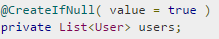 @CreateIfNull( value = true )
private List<User> users;